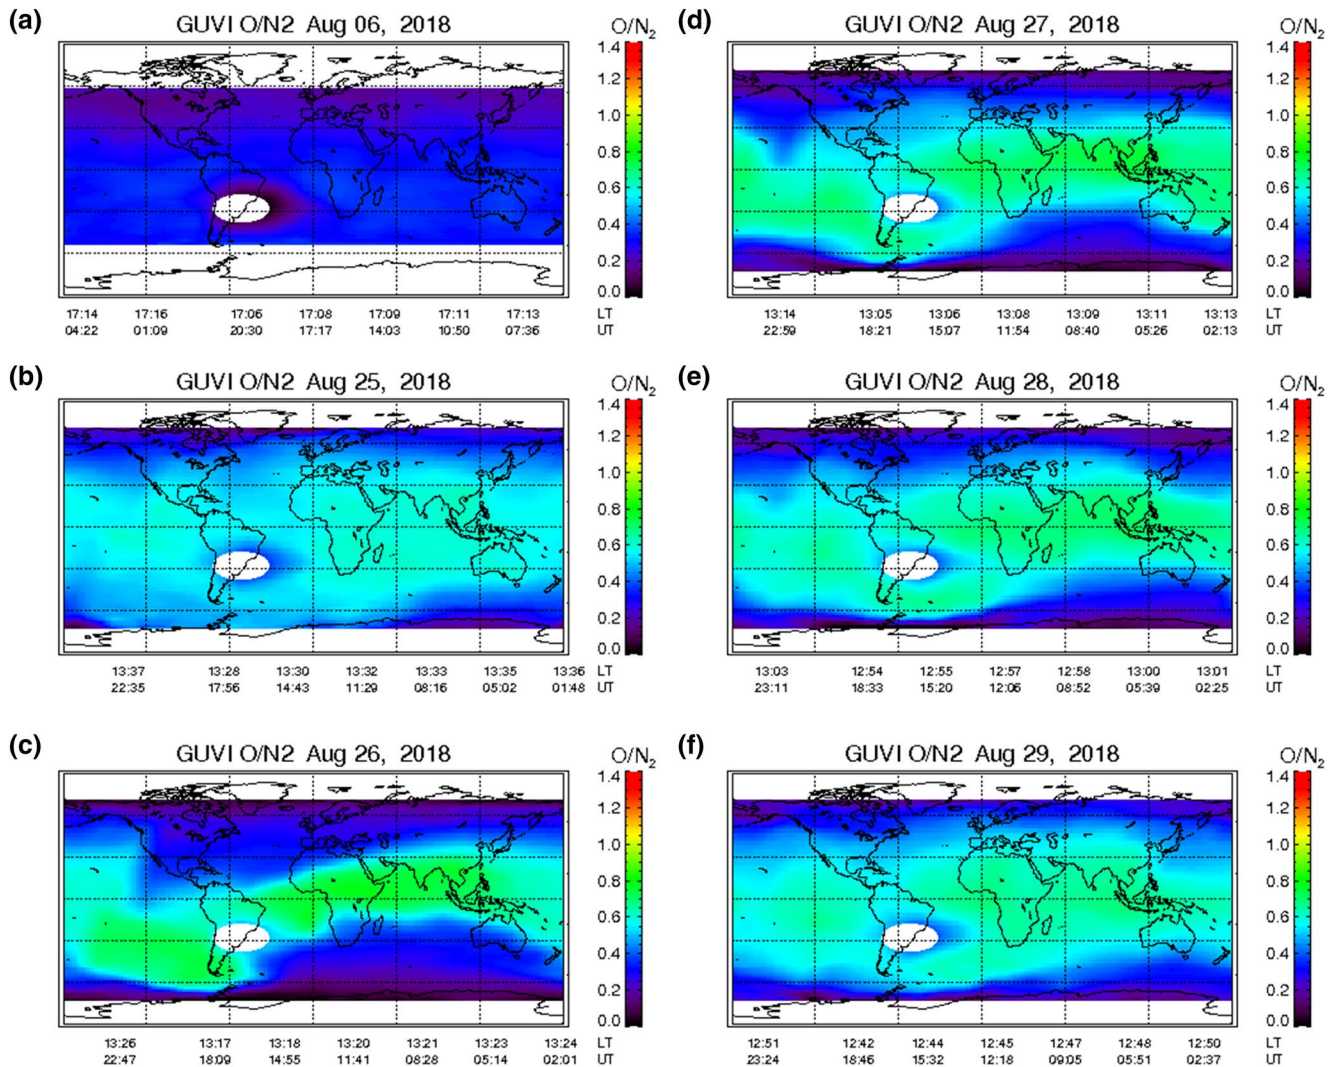 (a)
GUVI O/N2 Aug 06, 2018
O/N2
1.4
1.2
1.0
0.8
0.6
0.4
0.2
0.0
17:14 17:16 17:06 17:08 17:09 17:11 17:13 LT
04:22 01:09 20:30 17:17 14:03 10:50 07:36 UT
(b)
GUVI O/N2 Aug 25, 2018
O/N2
1.4
1.2
1.0
0.8
0.6
0.4
0.2
0.0
13:37 13:28 13:30 13:32 13:33 13:35 13:36 LT
22:35 17:56 14:43 11:29 08:16 05:02 01:48 UT
(c)
GUVI O/N2 Aug 26, 2018
O/N2
1.4
1.2
1.0
0.8
0.6
0.4
0.2
0.0
13:26 13:17 13:18 13:20 13:21 13:23 13:24 LT
22:47 18:09 14:55 11:41 08:28 05:14 02:01 UT
(d)
GUVI O/N2 Aug 27, 2018
O/N2
1.4
1.2
1.0
0.8
0.6
0.4
0.2
0.0
13:14 13:05 13:06 13:08 13:09 13:11 13:13 LT
22:59 18:21 15:07 11:54 08:40 05:26 02:13 UT
(e)
GUVI O/N2 Aug 28, 2018
O/N2
1.4
1.2
1.0
0.8
0.6
0.4
0.2
0.0
13:03 12:54 12:55 12:57 12:58 13:00 13:01 LT
23:11 18:33 15:20 12:06 08:52 05:39 02:25 UT
(f)
GUVI O/N2 Aug 29, 2018
O/N2
1.4
1.2
1.0
0.8
0.6
0.4
0.2
0.0
12:51 12:42 12:44 12:45 12:47 12:48 12:50 LT
23:24 18:46 15:32 12:18 09:05 05:51 02:37 UT